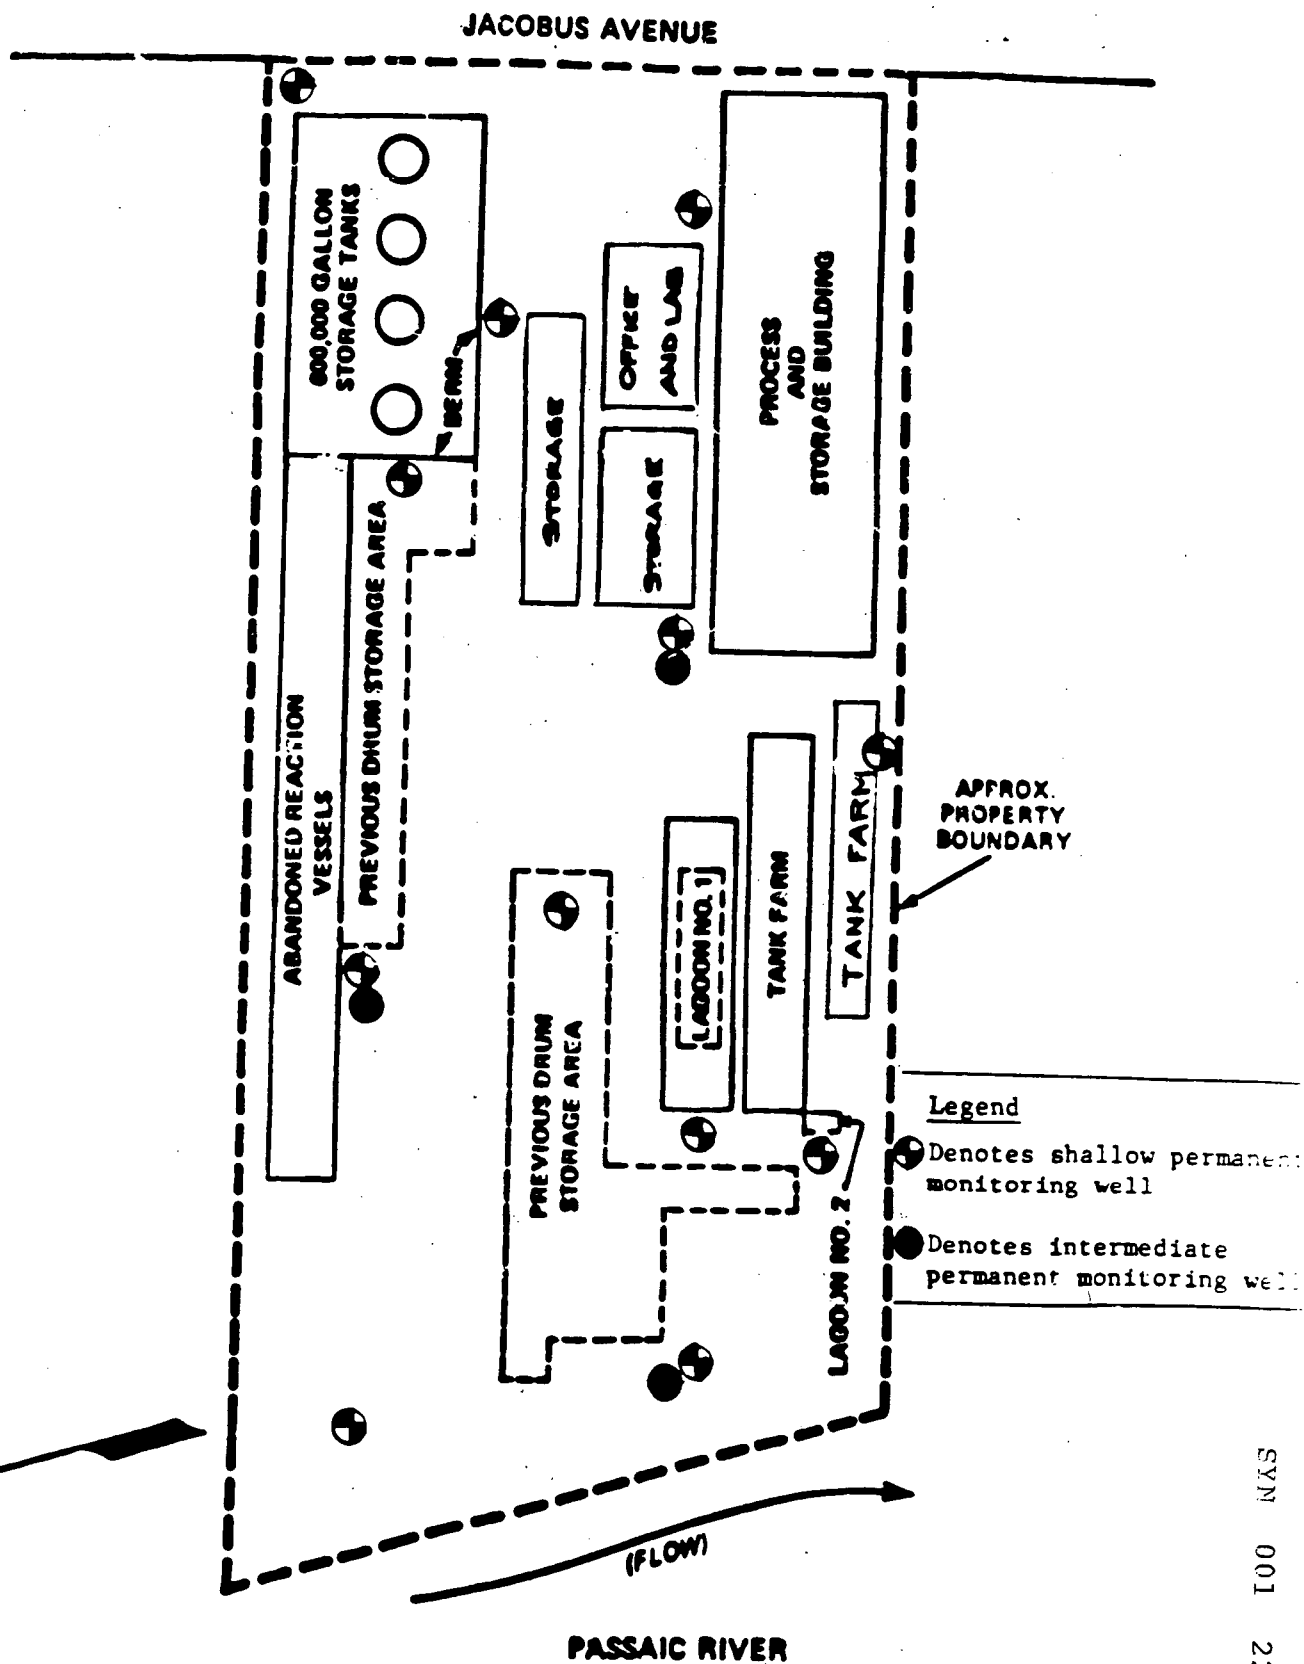 JACOBUS AVENUE
600,000 GALLON
STORAGE TANKS
BERM
OFFICE
AND LAB
STORAGE
STORAGE
PROCESS
AND
STORAGE BUILDING
ABANDONED REACTION
VESSELS
PREVIOUS DRUM STORAGE AREA
TANK FARM
TANK FARM
APPROX.
PROPERTY
BOUNDARY
LAGOON NO. 1
PREVIOUS DRUM
STORAGE AREA
LAGOON NO. 2
Legend
Denotes shallow permanent
monitoring well
Denotes intermediate
permanent monitoring well
(FLOW)
PASSAIC RIVER
SYN 001